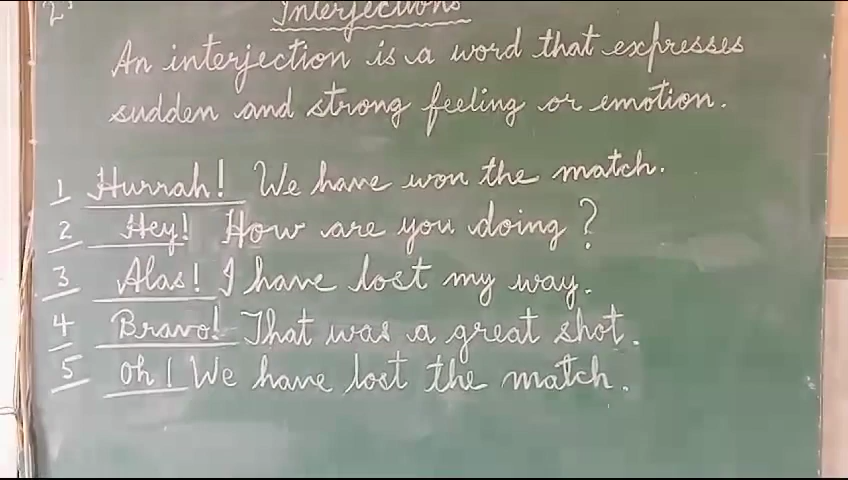 2
Interjections
An interjection is a word that expresses
sudden and strong feeling or emotion.
1 Hurrah! We have won the match.
2 Hey! How are you doing?
3 Alas! I have lost my way.
4 Bravo! That was a great shot.
5 Oh! We have lost the match.